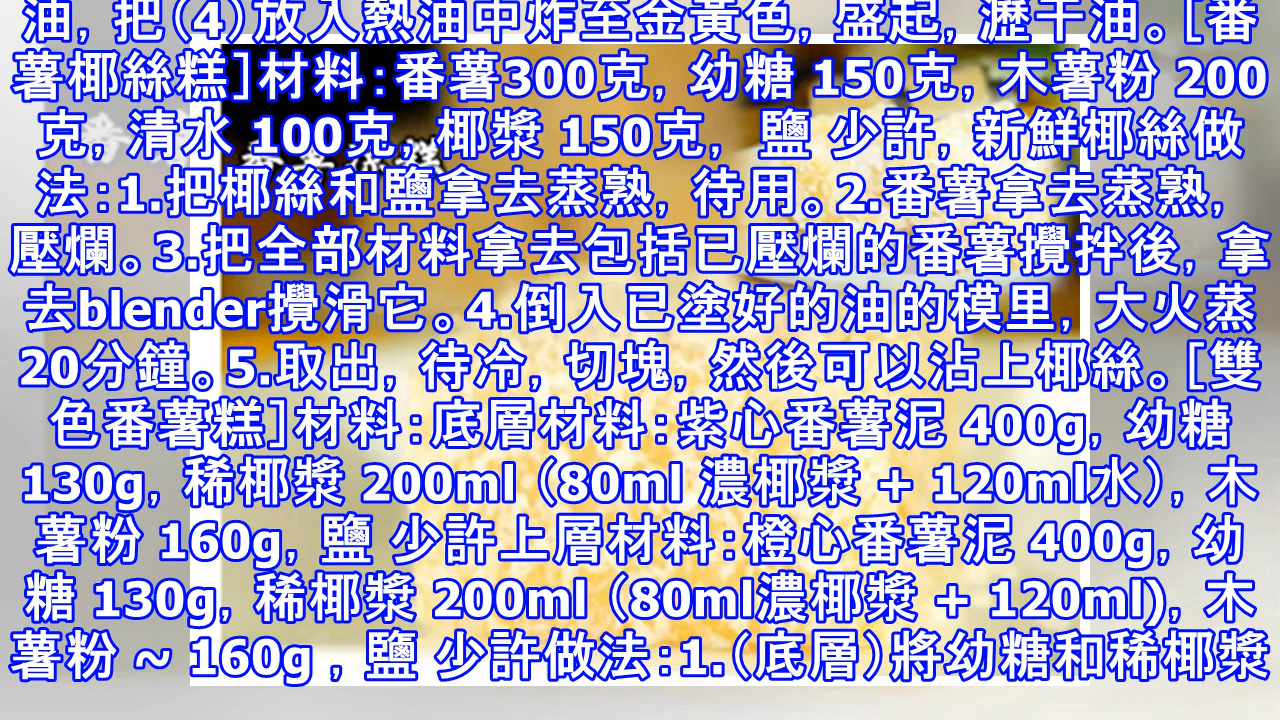 油, 把(4)放入熱油中炸至金黃色, 盛起, 瀝干油。[番
薯椰絲糕]材料:番薯300克, 幼糖 150克, 木薯粉 200
克, 清水 100克, 椰漿 150克,  鹽 少許, 新鮮椰絲做
法:1.把椰絲和鹽拿去蒸熟, 待用。2.番薯拿去蒸熟,
壓爛。3.把全部材料拿去包括已壓爛的番薯攪拌後, 拿
去blender攪滑它。4.倒入已塗好的油的模里, 大火蒸
20分鐘。5.取出, 待冷, 切塊, 然後可以沾上椰絲。[雙
色番薯糕]材料:底層材料:紫心番薯泥 400g, 幼糖
130g, 稀椰漿 200ml (80ml 濃椰漿 + 120ml水), 木
薯粉 160g, 鹽 少許上層材料:橙心番薯泥 400g, 幼
糖 130g, 稀椰漿 200ml (80ml濃椰漿 + 120ml), 木
薯粉 ~ 160g , 鹽 少許做法:1.(底層)將幼糖和稀椰漿